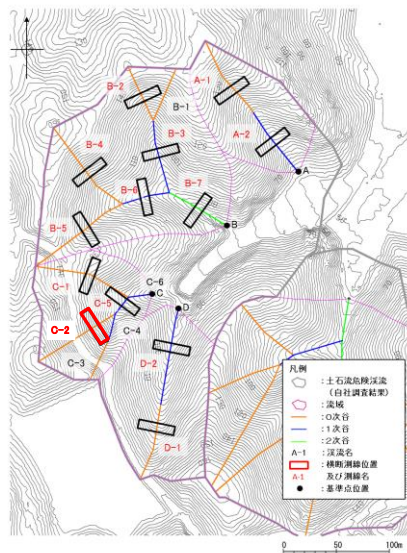 A-1
B-2
B-1
B-4
B-3
A-2
A
B-6
B-7
B-5
B
C-1
C-6
C
C-5
D
C-2
C-4
C-3
D-2
D-1
凡例
：土石流危険渓流
（自社調査結果）
：流域
：0次谷
：1次谷
：2次谷
A-1 ：渓流名
：横断測線位置
A-1 及び測線名
：基準点位置
0 50 100m